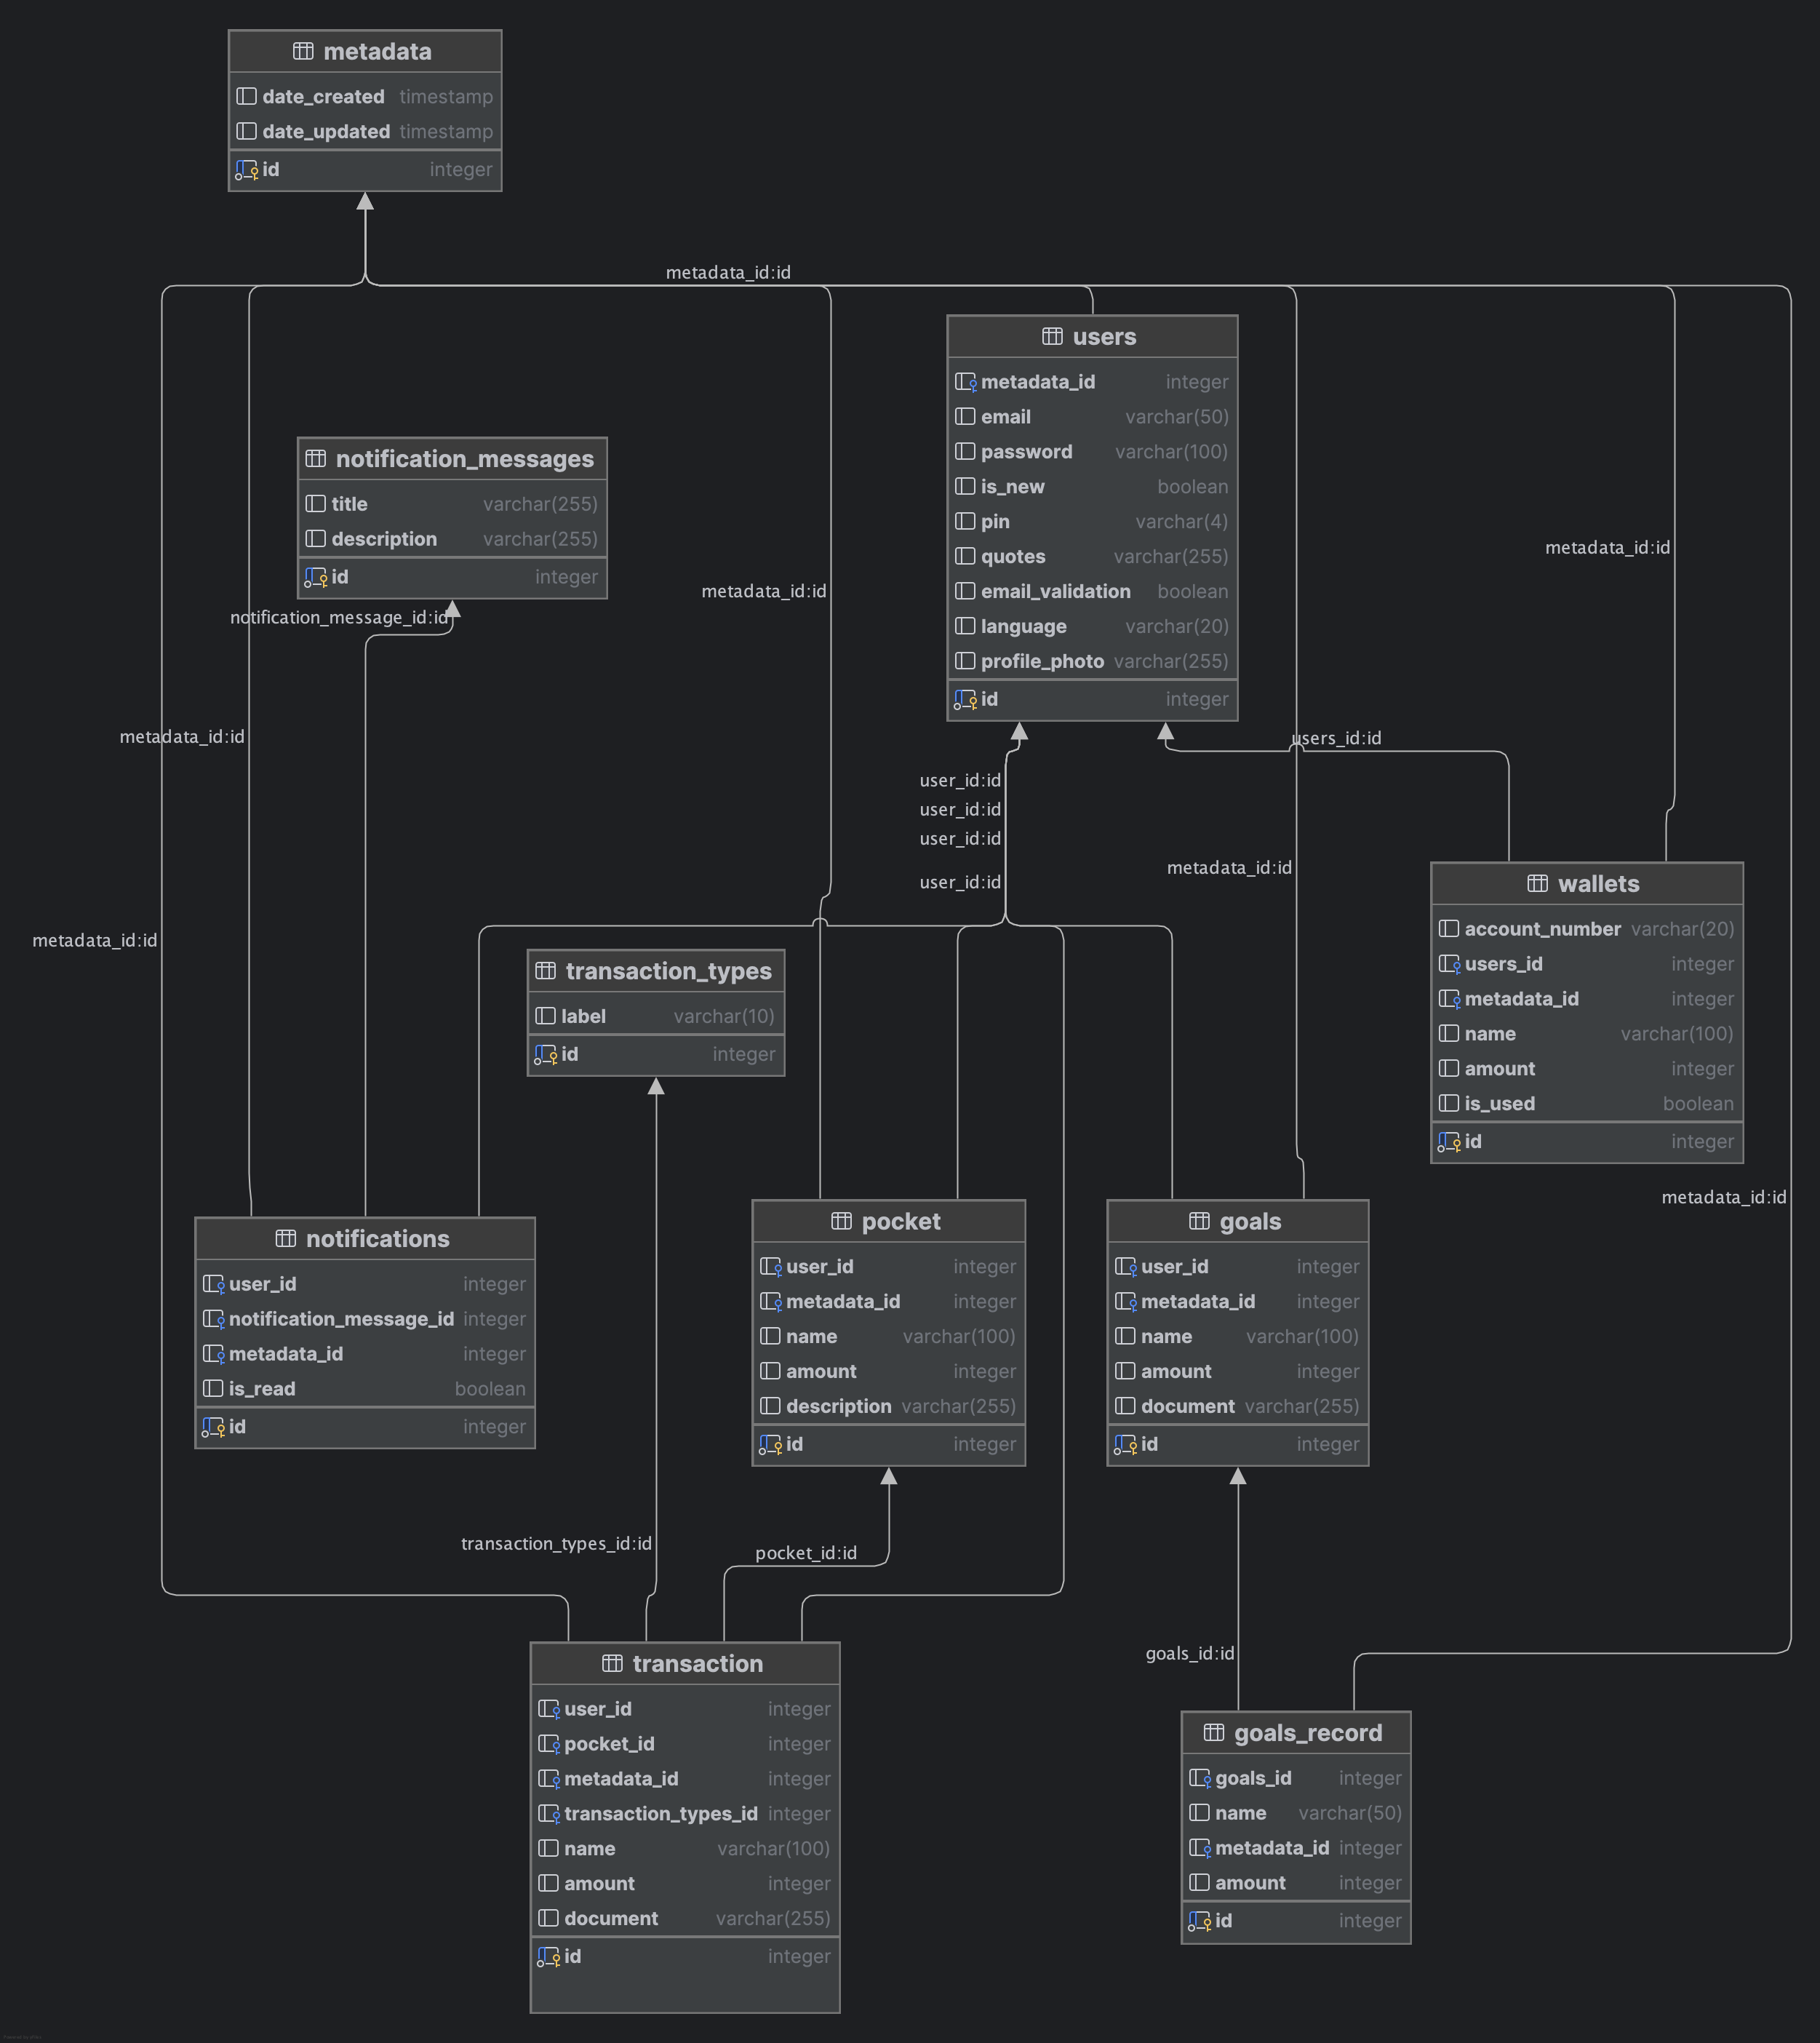 metadata
date_created timestamp
date_updated timestamp
id integer
metadata_id:id
users
metadata_id integer
email varchar(50)
password varchar(100)
is_new boolean
pin varchar(4)
quotes varchar(255)
email_validation boolean
language varchar(20)
profile_photo varchar(255)
id integer
notification_messages
title varchar(255)
description varchar(255)
id integer
notification_message_id:id
metadata_id:id
metadata_id:id
metadata_id:id
users_id:id
user_id:id
user_id:id
user_id:id
user_id:id
metadata_id:id
metadata_id:id
wallets
account_number varchar(20)
users_id integer
metadata_id integer
name varchar(100)
amount integer
is_used boolean
id integer
transaction_types
label varchar(10)
id integer
metadata_id:id
notifications
user_id integer
notification_message_id integer
metadata_id integer
is_read boolean
id integer
pocket
user_id integer
metadata_id integer
name varchar(100)
amount integer
description varchar(255)
id integer
goals
user_id integer
metadata_id integer
name varchar(100)
amount integer
document varchar(255)
id integer
transaction_types_id:id
pocket_id:id
goals_id:id
transaction
user_id integer
pocket_id integer
metadata_id integer
transaction_types_id integer
name varchar(100)
amount integer
document varchar(255)
id integer
goals_record
goals_id integer
name varchar(50)
metadata_id integer
amount integer
id integer